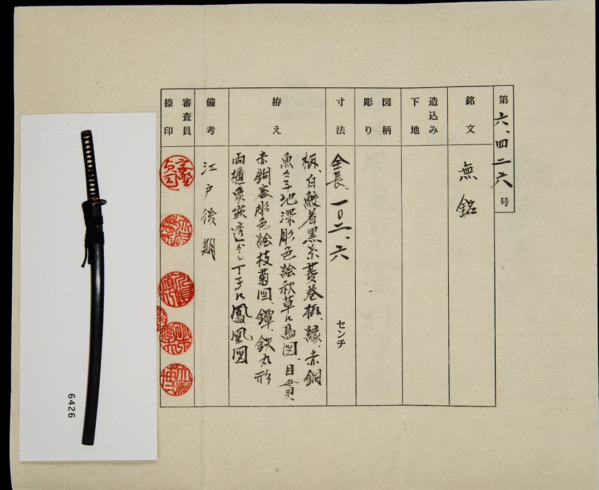 第六、四二六号
銘文
無銘
造込み
下地
図柄
彫り
寸法
全長、一〇二、六
センチ
拵え
柄、白鮫着黒糸菱巻柄、縁、赤銅
魚々子地深彫色絵秋草に鳥図、目貫
赤銅容彫色絵枝菊図、鐔、鉄丸形
両櫃象嵌透かし丁子に鳳凰図
備考
江戸後期
審査員
捺印
6426